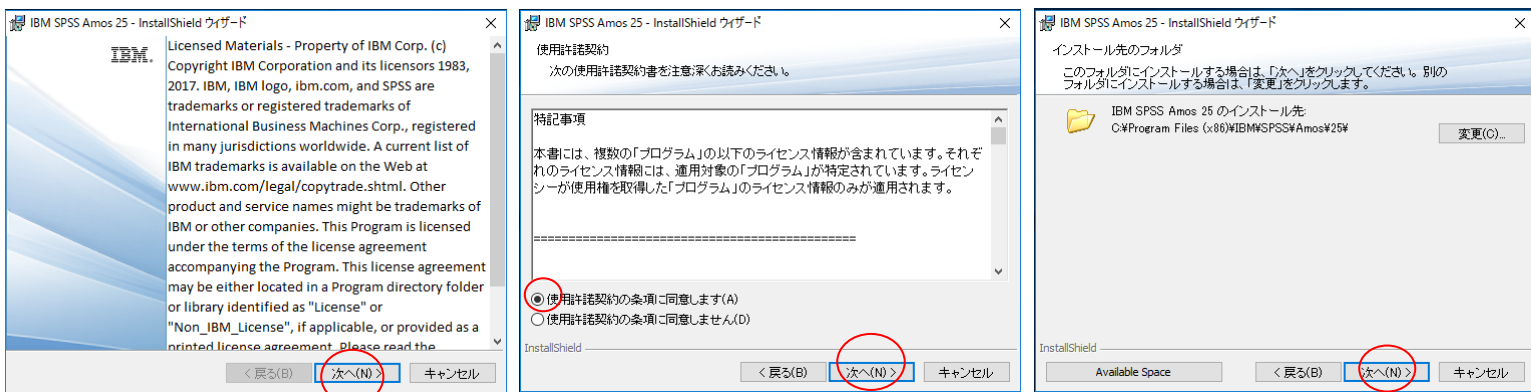 IBM SPSS Amos 25 - InstallShield ウィザード
IBM.
Licensed Materials - Property of IBM Corp. (c)
Copyright IBM Corporation and its licensors 1983,
2017. IBM, IBM logo, ibm.com, and SPSS are
trademarks or registered trademarks of
International Business Machines Corp., registered
in many jurisdictions worldwide. A current list of
IBM trademarks is available on the Web at
www.ibm.com/legal/copytrade.shtml. Other
product and service names might be trademarks of
IBM or other companies. This Program is licensed
under the terms of the license agreement
accompanying the Program. This license agreement
may be either located in a Program directory folder
or library identified as "License" or
"Non_IBM_License", if applicable, or provided as a
printed license agreement. Please read the
< 戻る(B) 次へ(N) > キャンセル
IBM SPSS Amos 25 - InstallShield ウィザード
使用許諾契約
次の使用許諾契約書を注意深くお読みください。
特記事項
本書には、複数の「プログラム」の以下のライセンス情報が含まれています。それぞ
れのライセンス情報には、適用対象の「プログラム」が特定されています。ライセン
シーが使用権を取得した「プログラム」のライセンス情報のみが適用されます。
==============================================
使用許諾契約の条項に同意します(A)
使用許諾契約の条項に同意しません(D)
InstallShield
< 戻る(B) 次へ(N) > キャンセル
IBM SPSS Amos 25 - InstallShield ウィザード
インストール先のフォルダ
このフォルダにインストールする場合は、「次へ」をクリックしてください。別の
フォルダにインストールする場合は、「変更」をクリックします。
IBM SPSS Amos 25 のインストール先:
C:¥Program Files (x86)¥IBM¥SPSS¥Amos¥25¥
変更(C)...
InstallShield
Available Space < 戻る(B) 次へ(N) > キャンセル